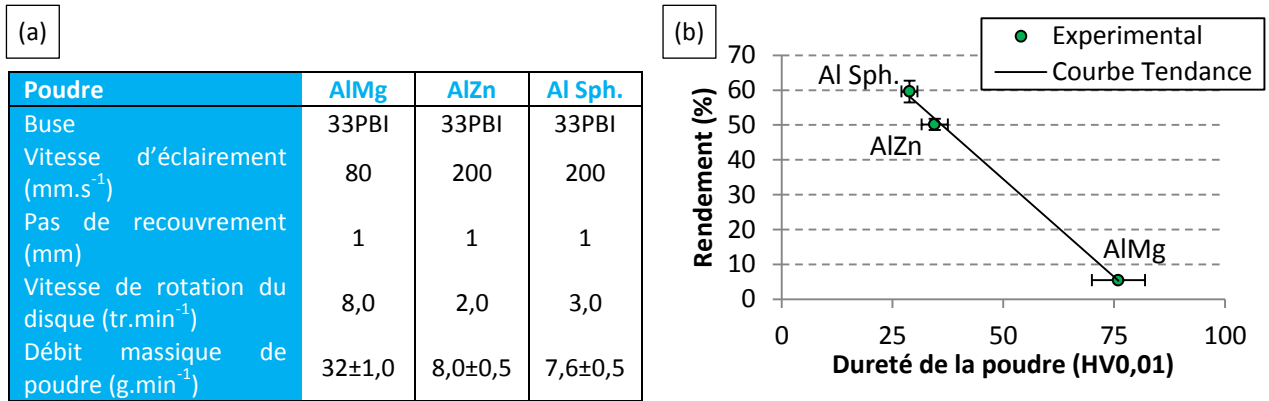 (a)
Poudre AlMg AlZn Al Sph.
Buse 33PBI 33PBI 33PBI
Vitesse d'éclairement
(mm.s⁻¹) 80 200 200
Pas de recouvrement
(mm) 1 1 1
Vitesse de rotation du
disque (tr.min⁻¹) 8,0 2,0 3,0
Débit massique de
poudre (g.min⁻¹) 32±1,0 8,0±0,5 7,6±0,5
(b)
Experimental
Courbe Tendance
Rendement (%)
70
60
50
40
30
20
10
0
Al Sph.
AlZn
AlMg
0 25 50 75 100
Dureté de la poudre (HV0,01)